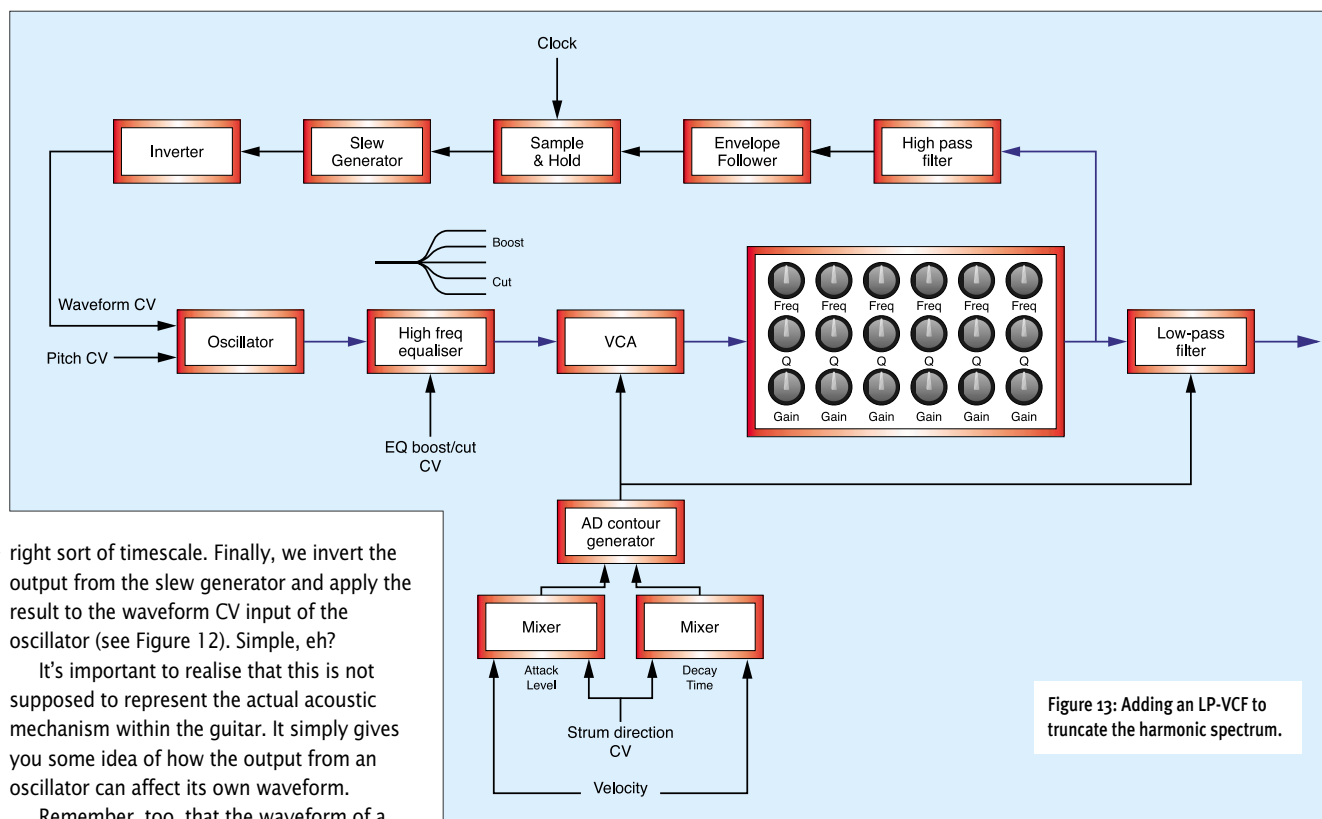 Clock
Inverter
Slew
Generator
Sample
& Hold
Envelope
Follower
High pass
filter
Boost
Cut
Waveform CV
Pitch CV
Oscillator
High freq
equaliser
VCA
Freq Freq Freq Freq Freq Freq
Q Q Q Q Q Q
Gain Gain Gain Gain Gain Gain
Low-pass
filter
EQ boost/cut
CV
AD contour
generator
Mixer
Mixer
Attack
Level
Decay
Time
Strum direction
CV
Velocity
Figure 13: Adding an LP-VCF to
truncate the harmonic spectrum.
right sort of timescale. Finally, we invert the
output from the slew generator and apply the
result to the waveform CV input of the
oscillator (see Figure 12). Simple, eh?
It's important to realise that this is not
supposed to represent the actual acoustic
mechanism within the guitar. It simply gives
you some idea of how the output from an
oscillator can affect its own waveform.
Remember, too, that the waveform of a